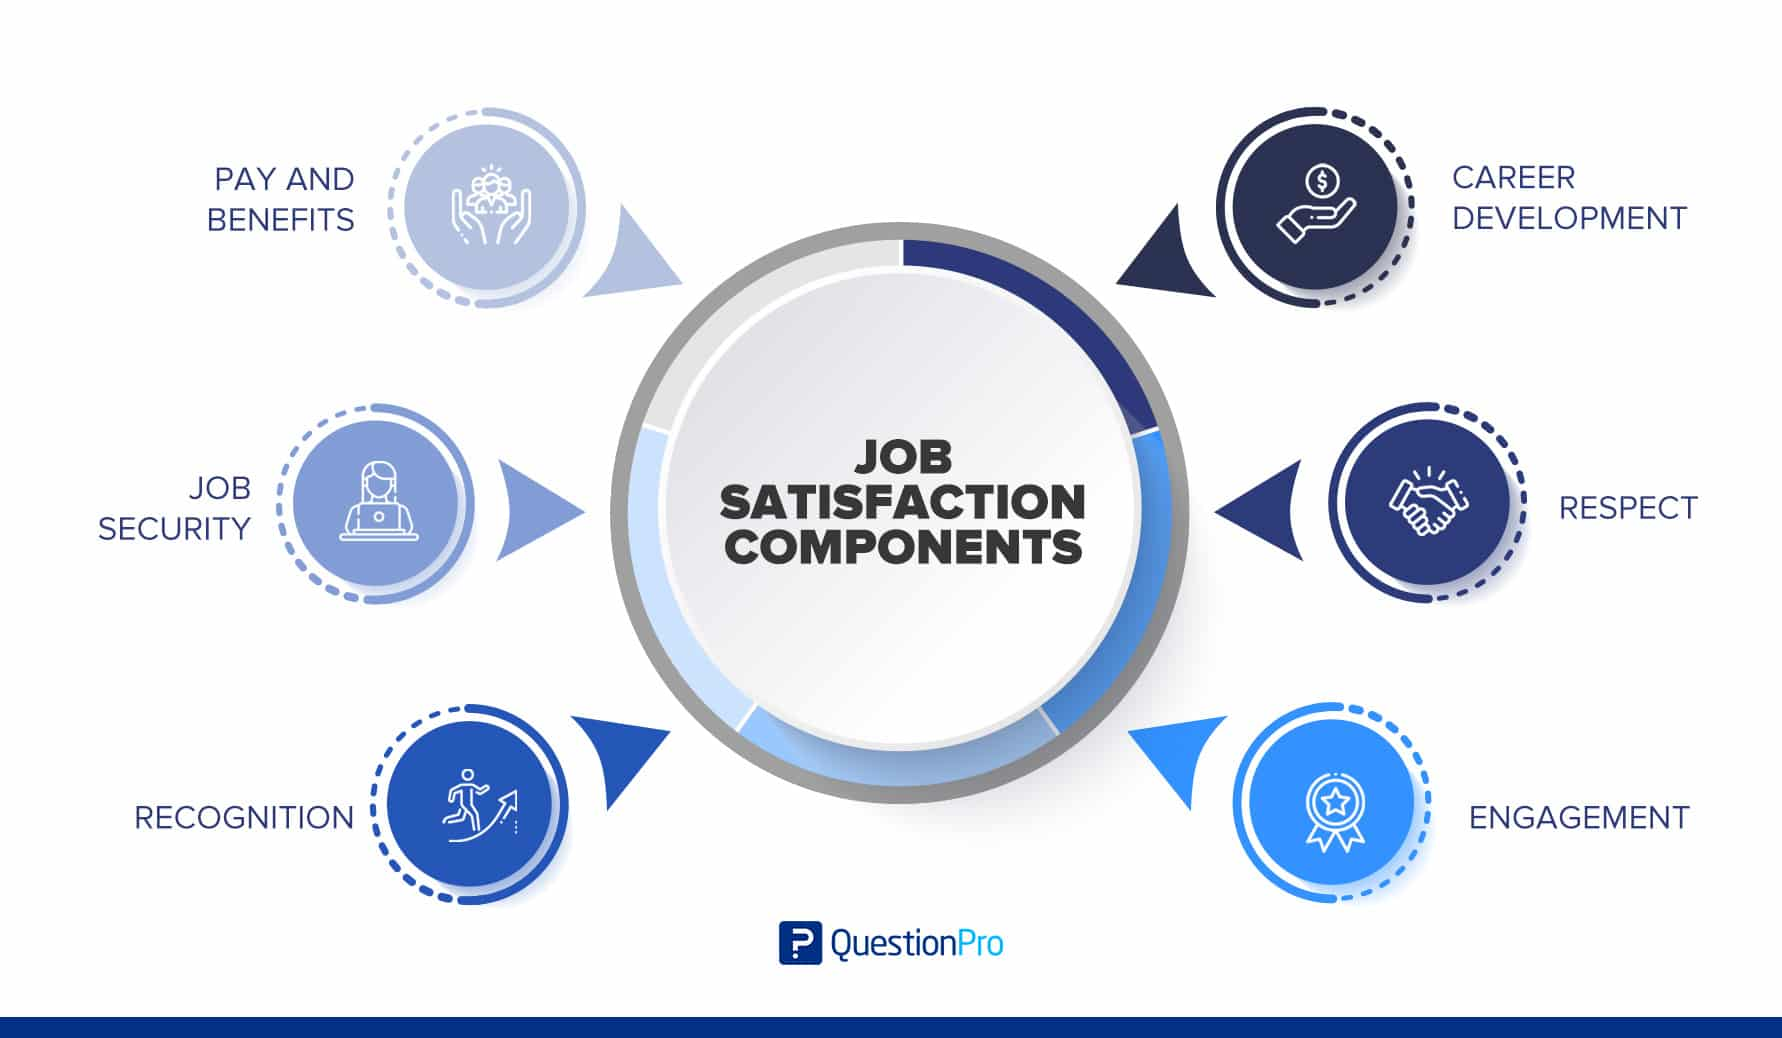 PAY AND
BENEFITS
CAREER
DEVELOPMENT
JOB
SATISFACTION
COMPONENTS
JOB
SECURITY
RESPECT
RECOGNITION
ENGAGEMENT
QuestionPro